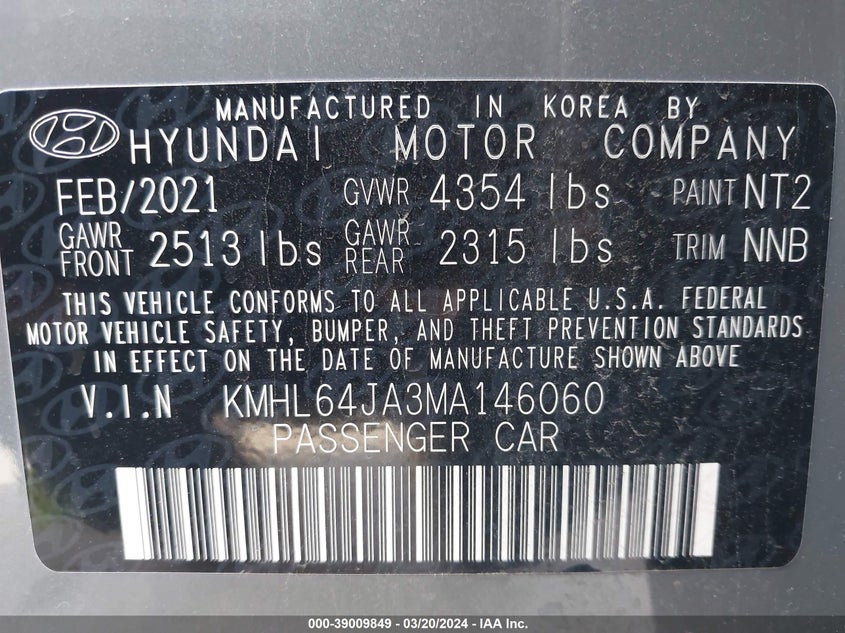 MANUFACTURED IN KOREA BY
HYUNDAI MOTOR COMPANY
FEB/2021 GVWR 4354 lbs PAINT NT2
GAWR FRONT 2513 lbs GAWR REAR 2315 lbs TRIM NNB
THIS VEHICLE CONFORMS TO ALL APPLICABLE U.S.A. FEDERAL
MOTOR VEHICLE SAFETY, BUMPER, AND THEFT PREVENTION STANDARDS
IN EFFECT ON THE DATE OF MANUFACTURE SHOWN ABOVE
V.I.N KMHL64JA3MA146060
PASSENGER CAR
000-39009849 - 03/20/2024 - IAA Inc.